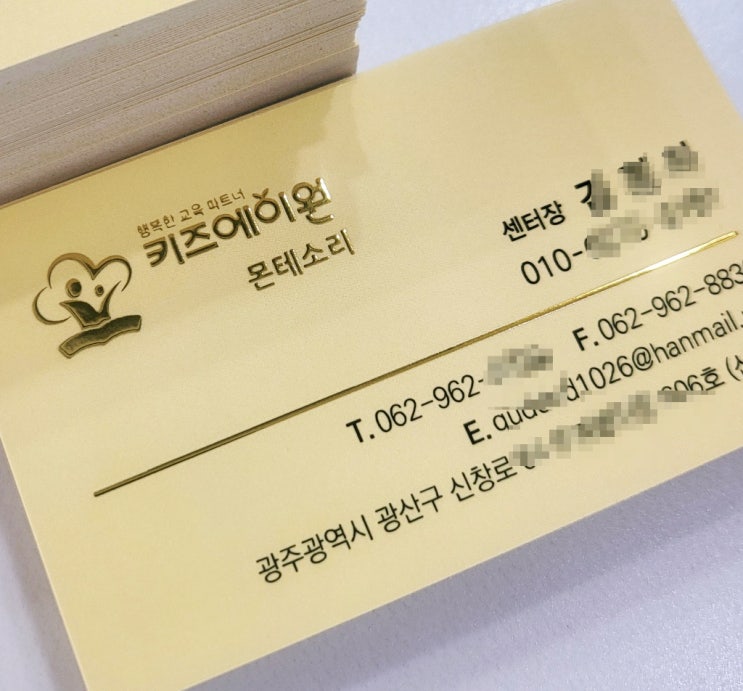 행복한 교육 파트너
키즈에이원
몬테소리
센터장
010-
T. 062-962- F. 062-962-883
E. 1026@hanmail.
광주광역시 광산구 신창로 06호